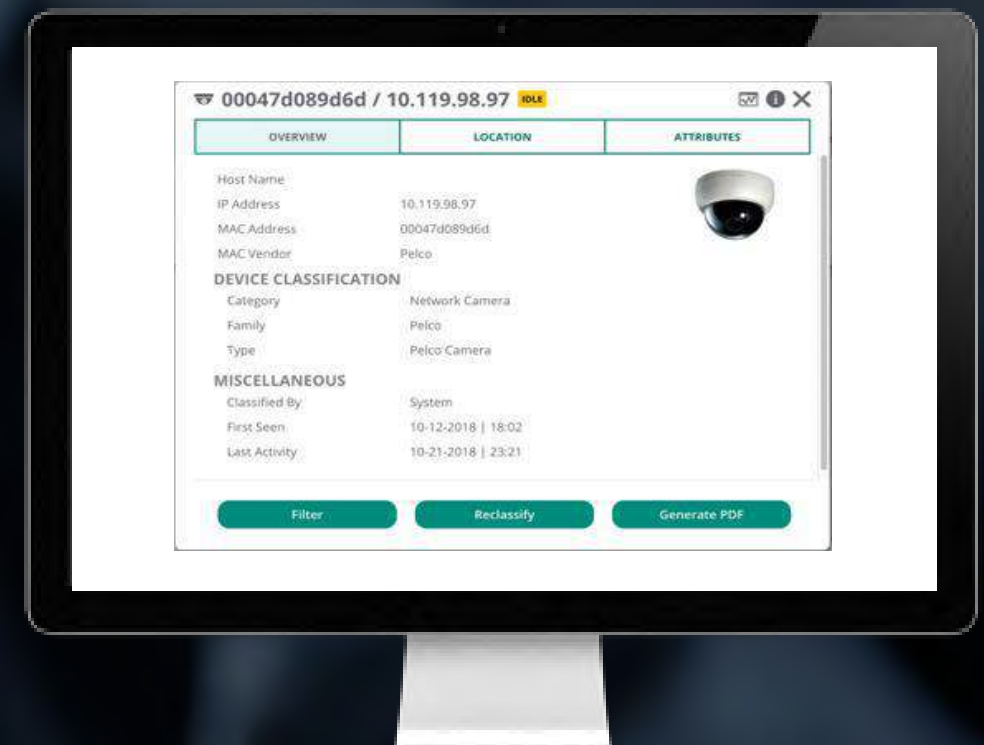 00047d089d6d / 10.119.98.97 IDLE
OVERVIEW LOCATION ATTRIBUTES
Host Name
IP Address 10.119.98.97
MAC Address 00047d089d6d
MAC Vendor Pelco
DEVICE CLASSIFICATION
Category Network Camera
Family Pelco
Type Pelco Camera
MISCELLANEOUS
Classified By System
First Seen 10-12-2018 | 18:02
Last Activity 10-21-2018 | 23:21
Filter Reclassify Generate PDF